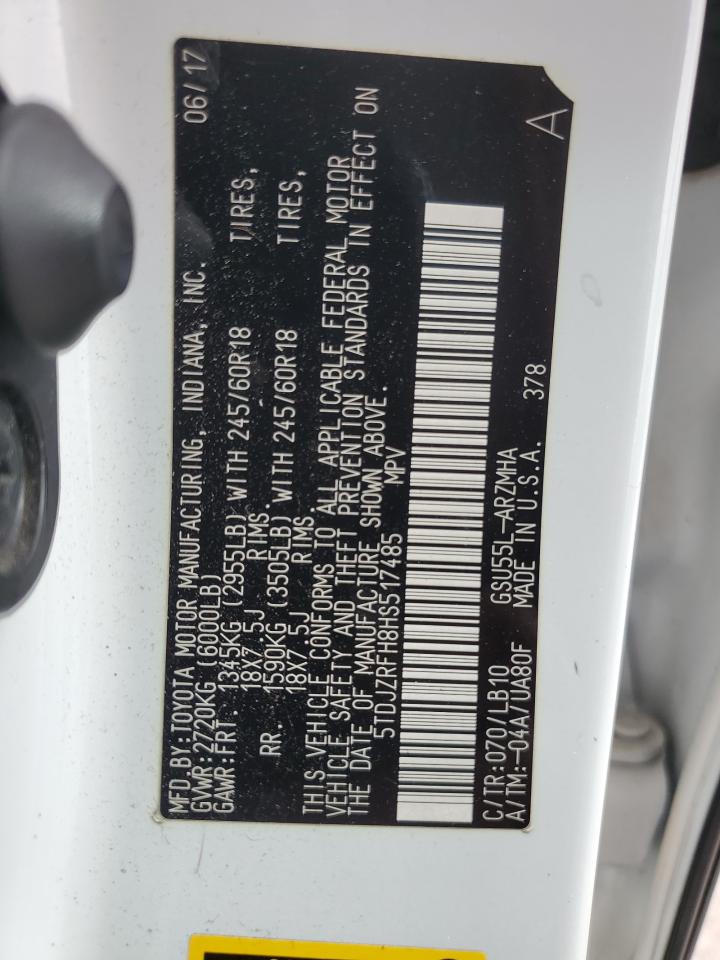 MFD.BY:TOYOTA MOTOR MANUFACTURING, INDIANA, INC. 06/17
GVWR:2720KG (6000LB)
GAWR:FRT. 1345KG (2955LB) WITH 245/60R18 TIRES,
18X7.5J RIMS.
RR. 1590KG (3505LB) WITH 245/60R18 TIRES,
18X7.5J RIMS
THIS VEHICLE CONFORMS TO ALL APPLICABLE FEDERAL MOTOR
VEHICLE SAFETY AND THEFT PREVENTION STANDARDS IN EFFECT ON
THE DATE OF MANUFACTURE SHOWN ABOVE.
5TDJZRFH8HS517485 MPV
C/TR:070/LB10 GSU55L-ARZMHA
A/TM:-04A/UA80F MADE IN U.S.A. 378
A